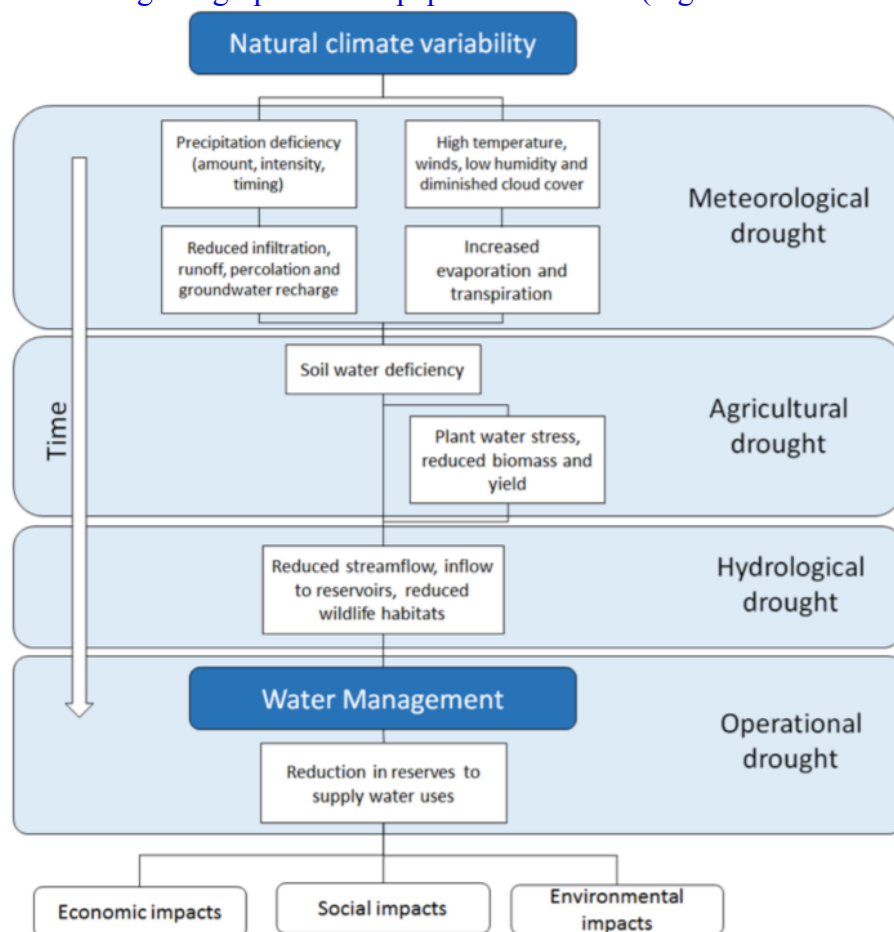 Natural climate variability
Precipitation deficiency
(amount, intensity,
timing)
High temperature,
winds, low humidity and
diminished cloud cover
Meteorological
drought
Reduced infiltration,
runoff, percolation and
groundwater recharge
Increased
evaporation and
transpiration
Time
Soil water deficiency
Plant water stress,
reduced biomass and
yield
Agricultural
drought
Reduced streamflow, inflow
to reservoirs, reduced
wildlife habitats
Hydrological
drought
Water Management
Reduction in reserves to
supply water uses
Operational
drought
Economic impacts
Social impacts
Environmental
impacts